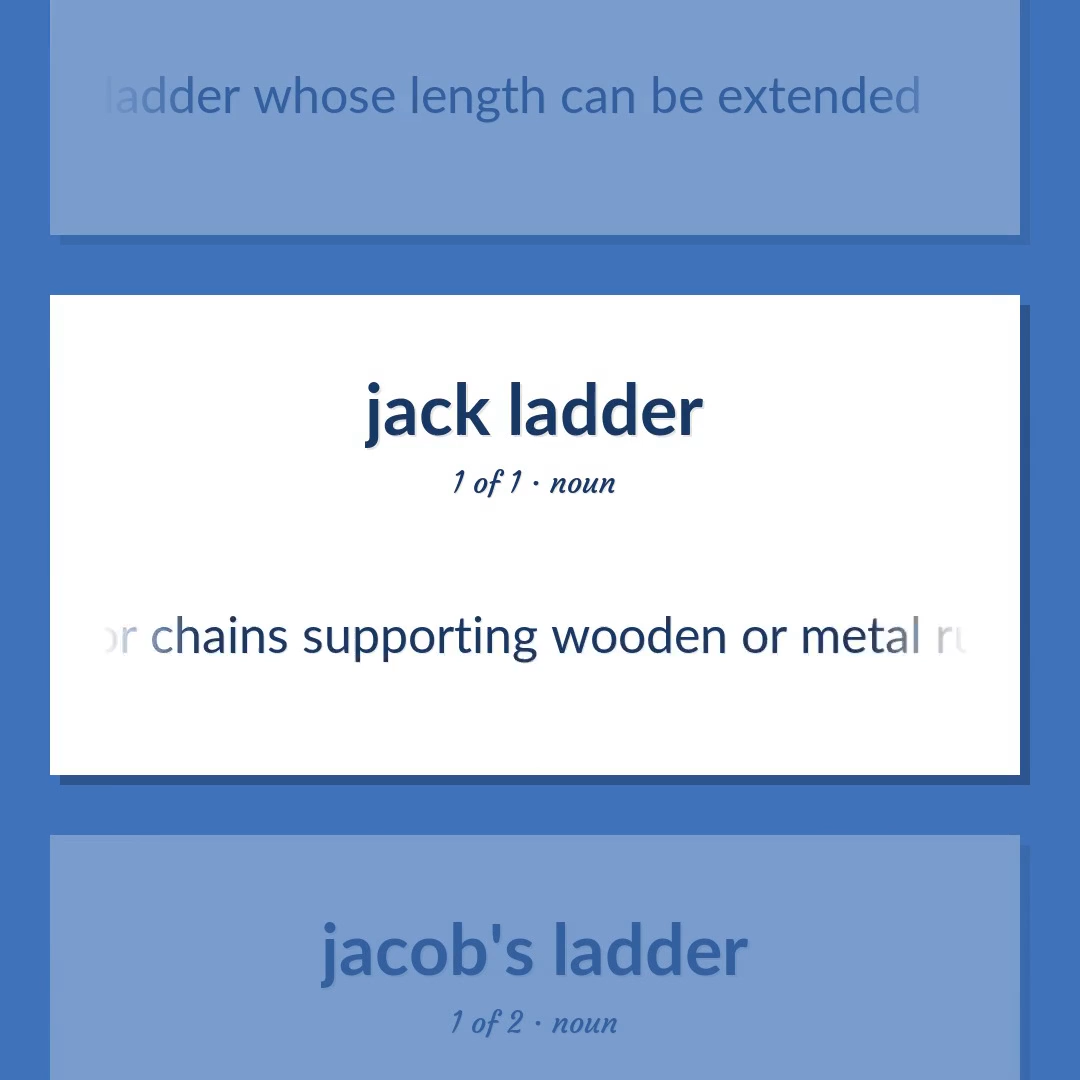 ladder whose length can be extended
jack ladder
1 of 1 · noun
or chains supporting wooden or metal
jacob's ladder
1 of 2 · noun